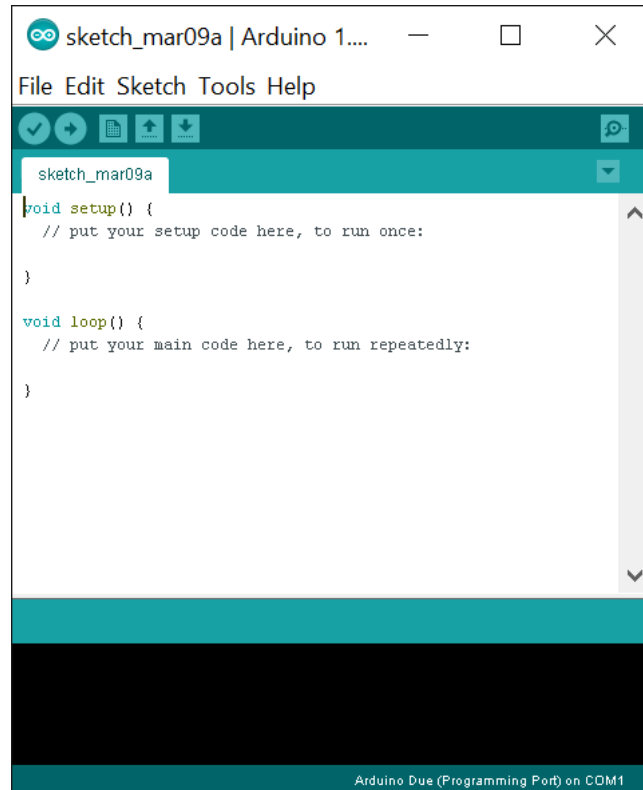 sketch_mar09a | Arduino 1....
File Edit Sketch Tools Help
sketch_mar09a
void setup() {
  // put your setup code here, to run once:

}

void loop() {
  // put your main code here, to run repeatedly:

}
Arduino Due (Programming Port) on COM1